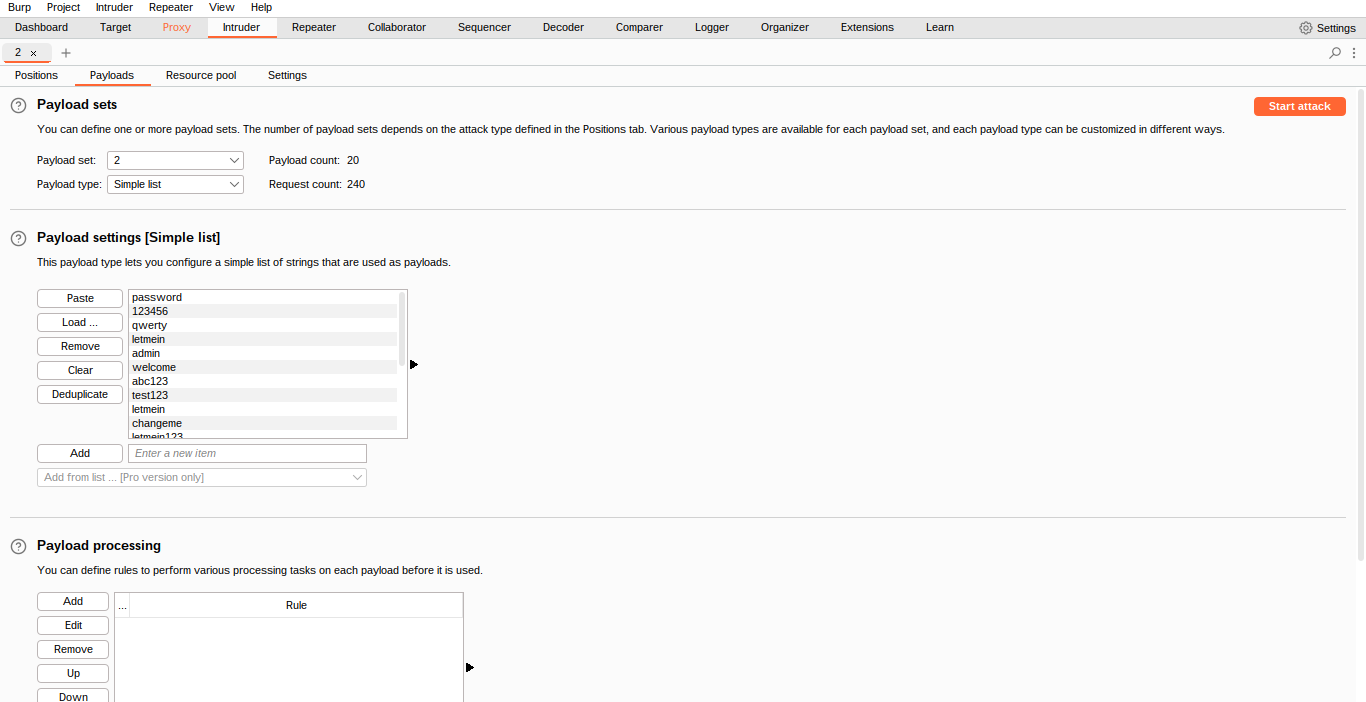 Burp Project Intruder Repeater View Help
Dashboard Target Proxy Intruder Repeater Collaborator Sequencer Decoder Comparer Logger Organizer Extensions Learn Settings
2 × +
Positions Payloads Resource pool Settings
? Payload sets Start attack
You can define one or more payload sets. The number of payload sets depends on the attack type defined in the Positions tab. Various payload types are available for each payload set, and each payload type can be customized in different ways.
Payload set: 2 Payload count: 20
Payload type: Simple list Request count: 240
? Payload settings [Simple list]
This payload type lets you configure a simple list of strings that are used as payloads.
Paste
Load ...
Remove
Clear
Deduplicate
password
123456
qwerty
letmein
admin
welcome
abc123
test123
letmein
changeme
letmein123
Add Enter a new item
Add from list ... [Pro version only]
? Payload processing
You can define rules to perform various processing tasks on each payload before it is used.
Add
Edit
Remove
Up
Down
... Rule